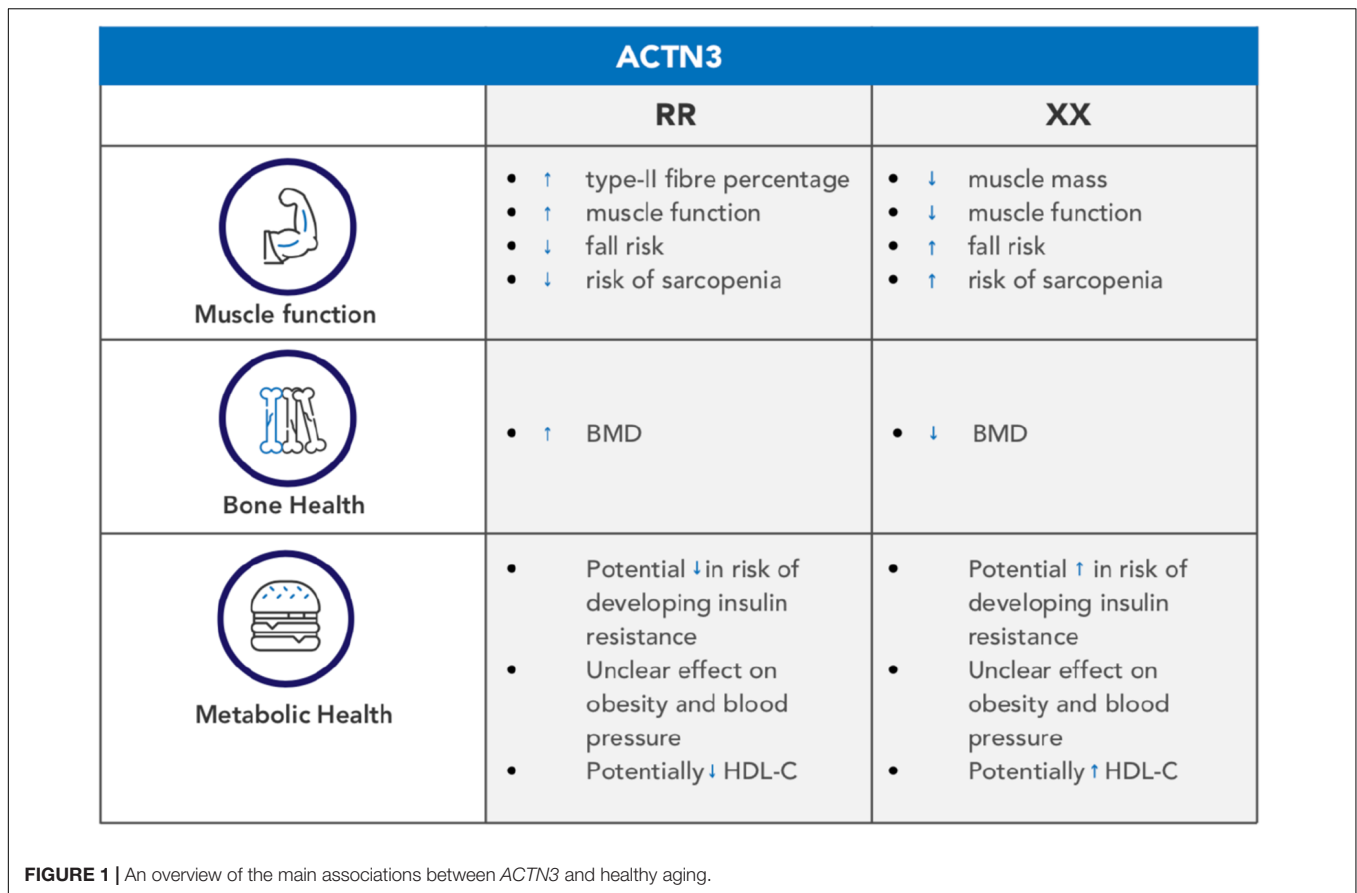 ACTN3
RR
XX
Muscle function
• ↑ type-II fibre percentage
• ↑ muscle function
• ↓ fall risk
• ↓ risk of sarcopenia
• ↓ muscle mass
• ↓ muscle function
• ↑ fall risk
• ↑ risk of sarcopenia
Bone Health
• ↑ BMD
• ↓ BMD
Metabolic Health
• Potential ↓ in risk of
developing insulin
resistance
• Unclear effect on
obesity and blood
pressure
• Potentially ↓ HDL-C
• Potential ↑ in risk of
developing insulin
resistance
• Unclear effect on
obesity and blood
pressure
• Potentially ↑ HDL-C
FIGURE 1 | An overview of the main associations between ACTN3 and healthy aging.